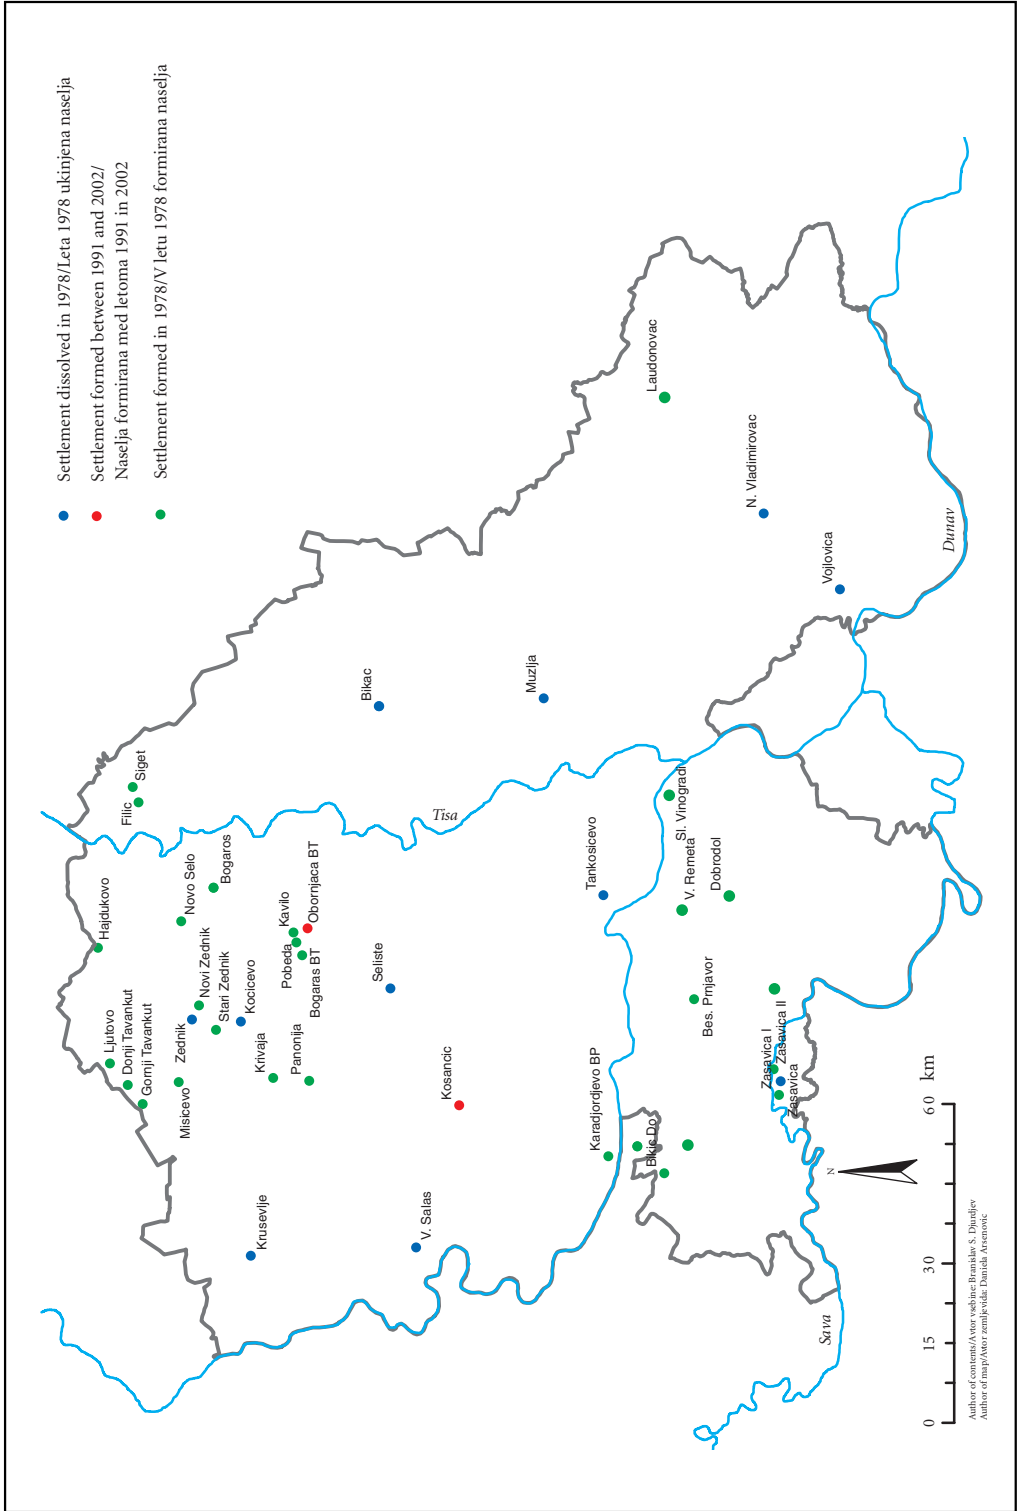 Settlement dissolved in 1978/Leta 1978 ukinjena naselja
Settlement formed between 1991 and 2002/
Naselja formirana med letoma 1991 in 2002
Settlement formed in 1978/V letu 1978 formirana naselja
Hajdukovo
Ljutovo
Donji Tavankut
Gornji Tavankut
Filic
Siget
Novo Selo
Bogaros
Misicevo
Zednik
Novi Zednik
Stari Zednik
Kocicevo
Krivaja
Panonija
Pobeda
Kavilo
Bogaras BT
Obornjaca BT
Krusevlje
V. Salas
Kosancic
Seliste
Bikac
Muzlja
Tisa
Tankosicevo
Karadjordjevo BP
Bikic Do
Bes. Prnjavor
V. Remeta
Sl. Vinogradi
Dobrodol
Laudonovac
N. Vladimirovac
Vojlovica
Dunav
Zasavica I
Zasavica II
Zasavica
Sava
N
0 15 30 60 km
Author of contents/Avtor vsebine: Branislav S. Djurdjev
Author of map/Avtor zemljevida: Daniela Arsenovic